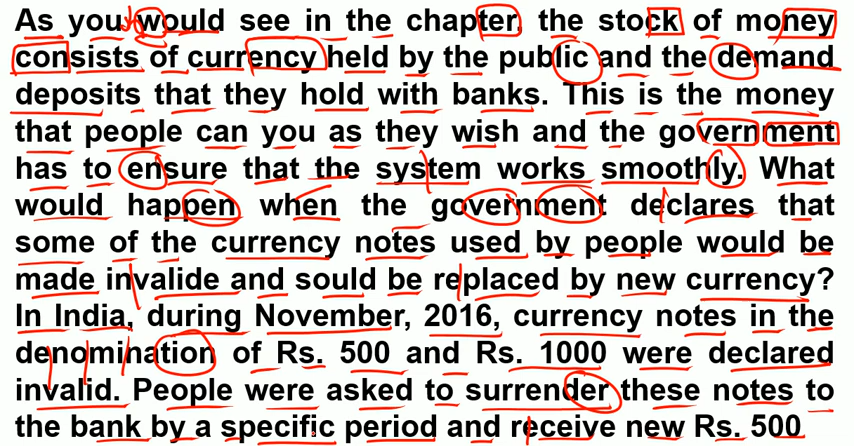 As you would see in the chapter, the stock of money
consists of currency held by the public and the demand
deposits that they hold with banks. This is the money
that people can you as they wish and the government
has to ensure that the system works smoothly. What
would happen when the government declares that
some of the currency notes used by people would be
made invalide and sould be replaced by new currency?
In India, during November, 2016, currency notes in the
denomination of Rs. 500 and Rs. 1000 were declared
invalid. People were asked to surrender these notes to
the bank by a specific period and receive new Rs. 500